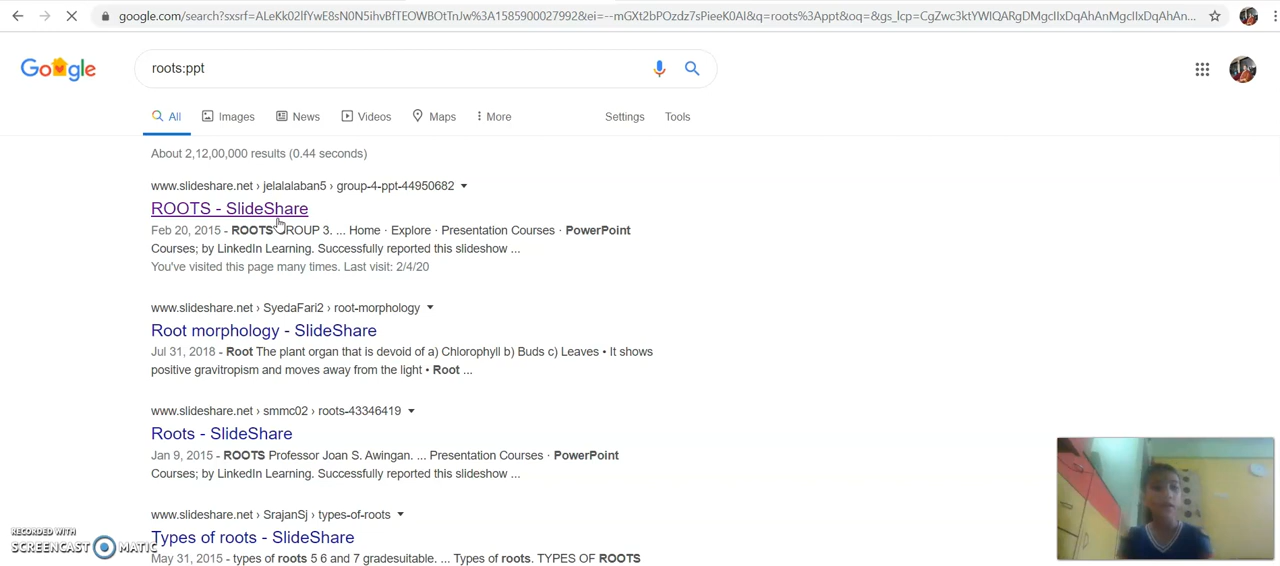 google.com/search?sxsrf=ALeKk02lfYwE8sN0N5ihvBfTEOWBOtTnJw%3A1585900027992&ei=--mGXt2bPOzdz7sPieeK0AI&q=roots%3Appt&oq=&gs_lcp=CgZwc3ktYWIQARgDMgcIIxDqAhAnMgcIIxDqAhAnMgcIIxDqAhAn...
Google
roots:ppt
All Images News Videos Maps More Settings Tools
About 2,12,00,000 results (0.44 seconds)
www.slideshare.net › jelalalaban5 › group-4-ppt-44950682
ROOTS - SlideShare
Feb 20, 2015 - ROOTS GROUP 3. ... Home · Explore · Presentation Courses · PowerPoint
Courses; by LinkedIn Learning. Successfully reported this slideshow ...
You've visited this page many times. Last visit: 2/4/20
www.slideshare.net › SyedaFari2 › root-morphology
Root morphology - SlideShare
Jul 31, 2018 - Root The plant organ that is devoid of a) Chlorophyll b) Buds c) Leaves • It shows
positive gravitropism and moves away from the light • Root ...
www.slideshare.net › smmc02 › roots-43346419
Roots - SlideShare
Jan 9, 2015 - ROOTS Professor Joan S. Awingan. ... Presentation Courses · PowerPoint
Courses; by LinkedIn Learning. Successfully reported this slideshow ...
www.slideshare.net › SrajanSj › types-of-roots
Types of roots - SlideShare
May 31, 2015 - types of roots 5 6 and 7 gradesuitable. ... Types of roots. TYPES OF ROOTS
RECORDED WITH
SCREENCAST MATIC